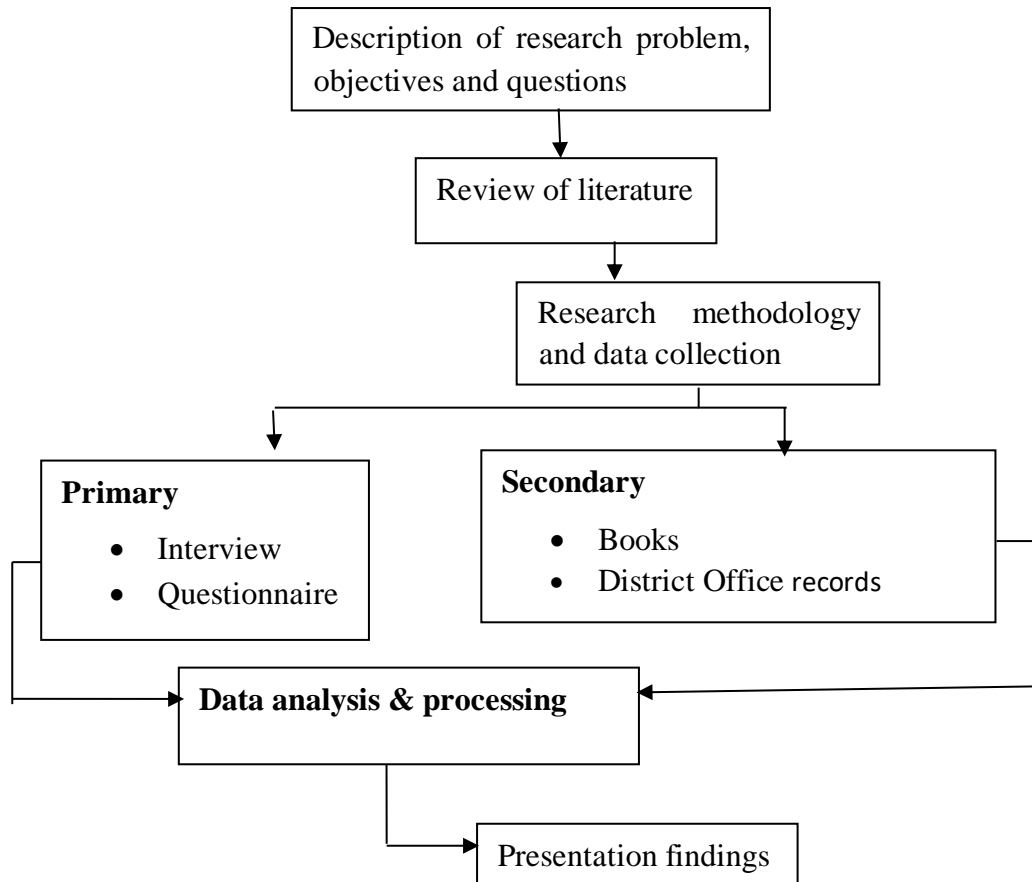 Description of research problem,
objectives and questions
Review of literature
Research methodology
and data collection
Primary
• Interview
• Questionnaire
Secondary
• Books
• District Office records
Data analysis & processing
Presentation findings